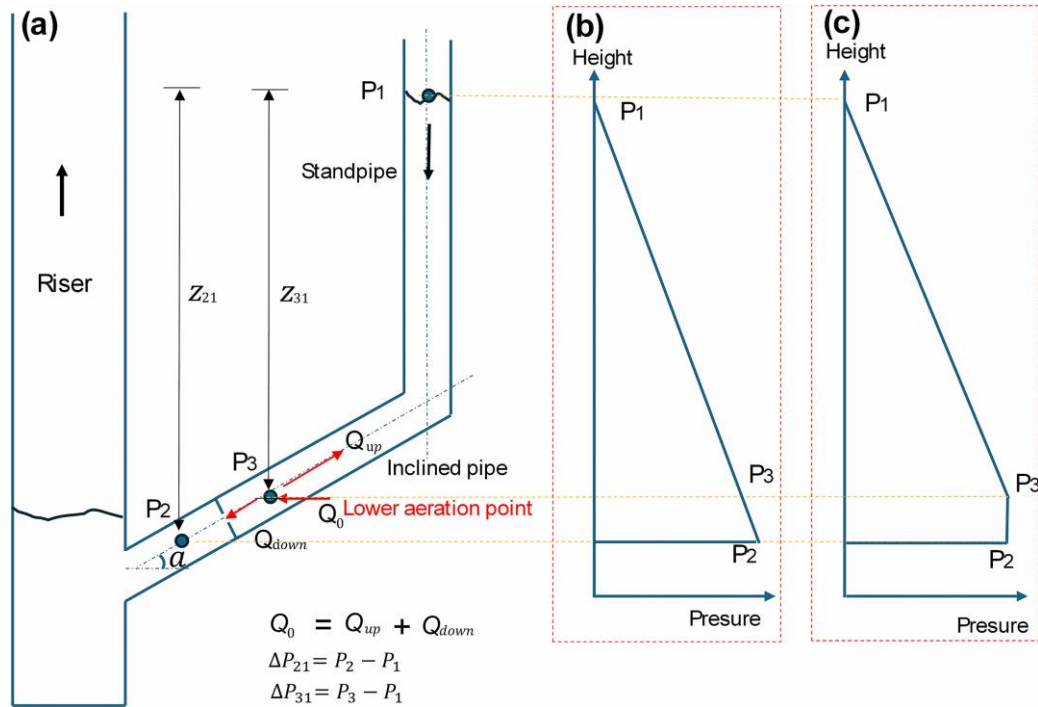 (a)
P1
Standpipe
Riser
Z21
Z31
Qup
P3
Inclined pipe
P2
Q0
Lower aeration point
Qdown
a
Q0 = Qup + Qdown
ΔP21= P2 − P1
ΔP31= P3 − P1
(b)
Height
P1
P3
P2
Presure
(c)
Height
P1
P3
P2
Presure